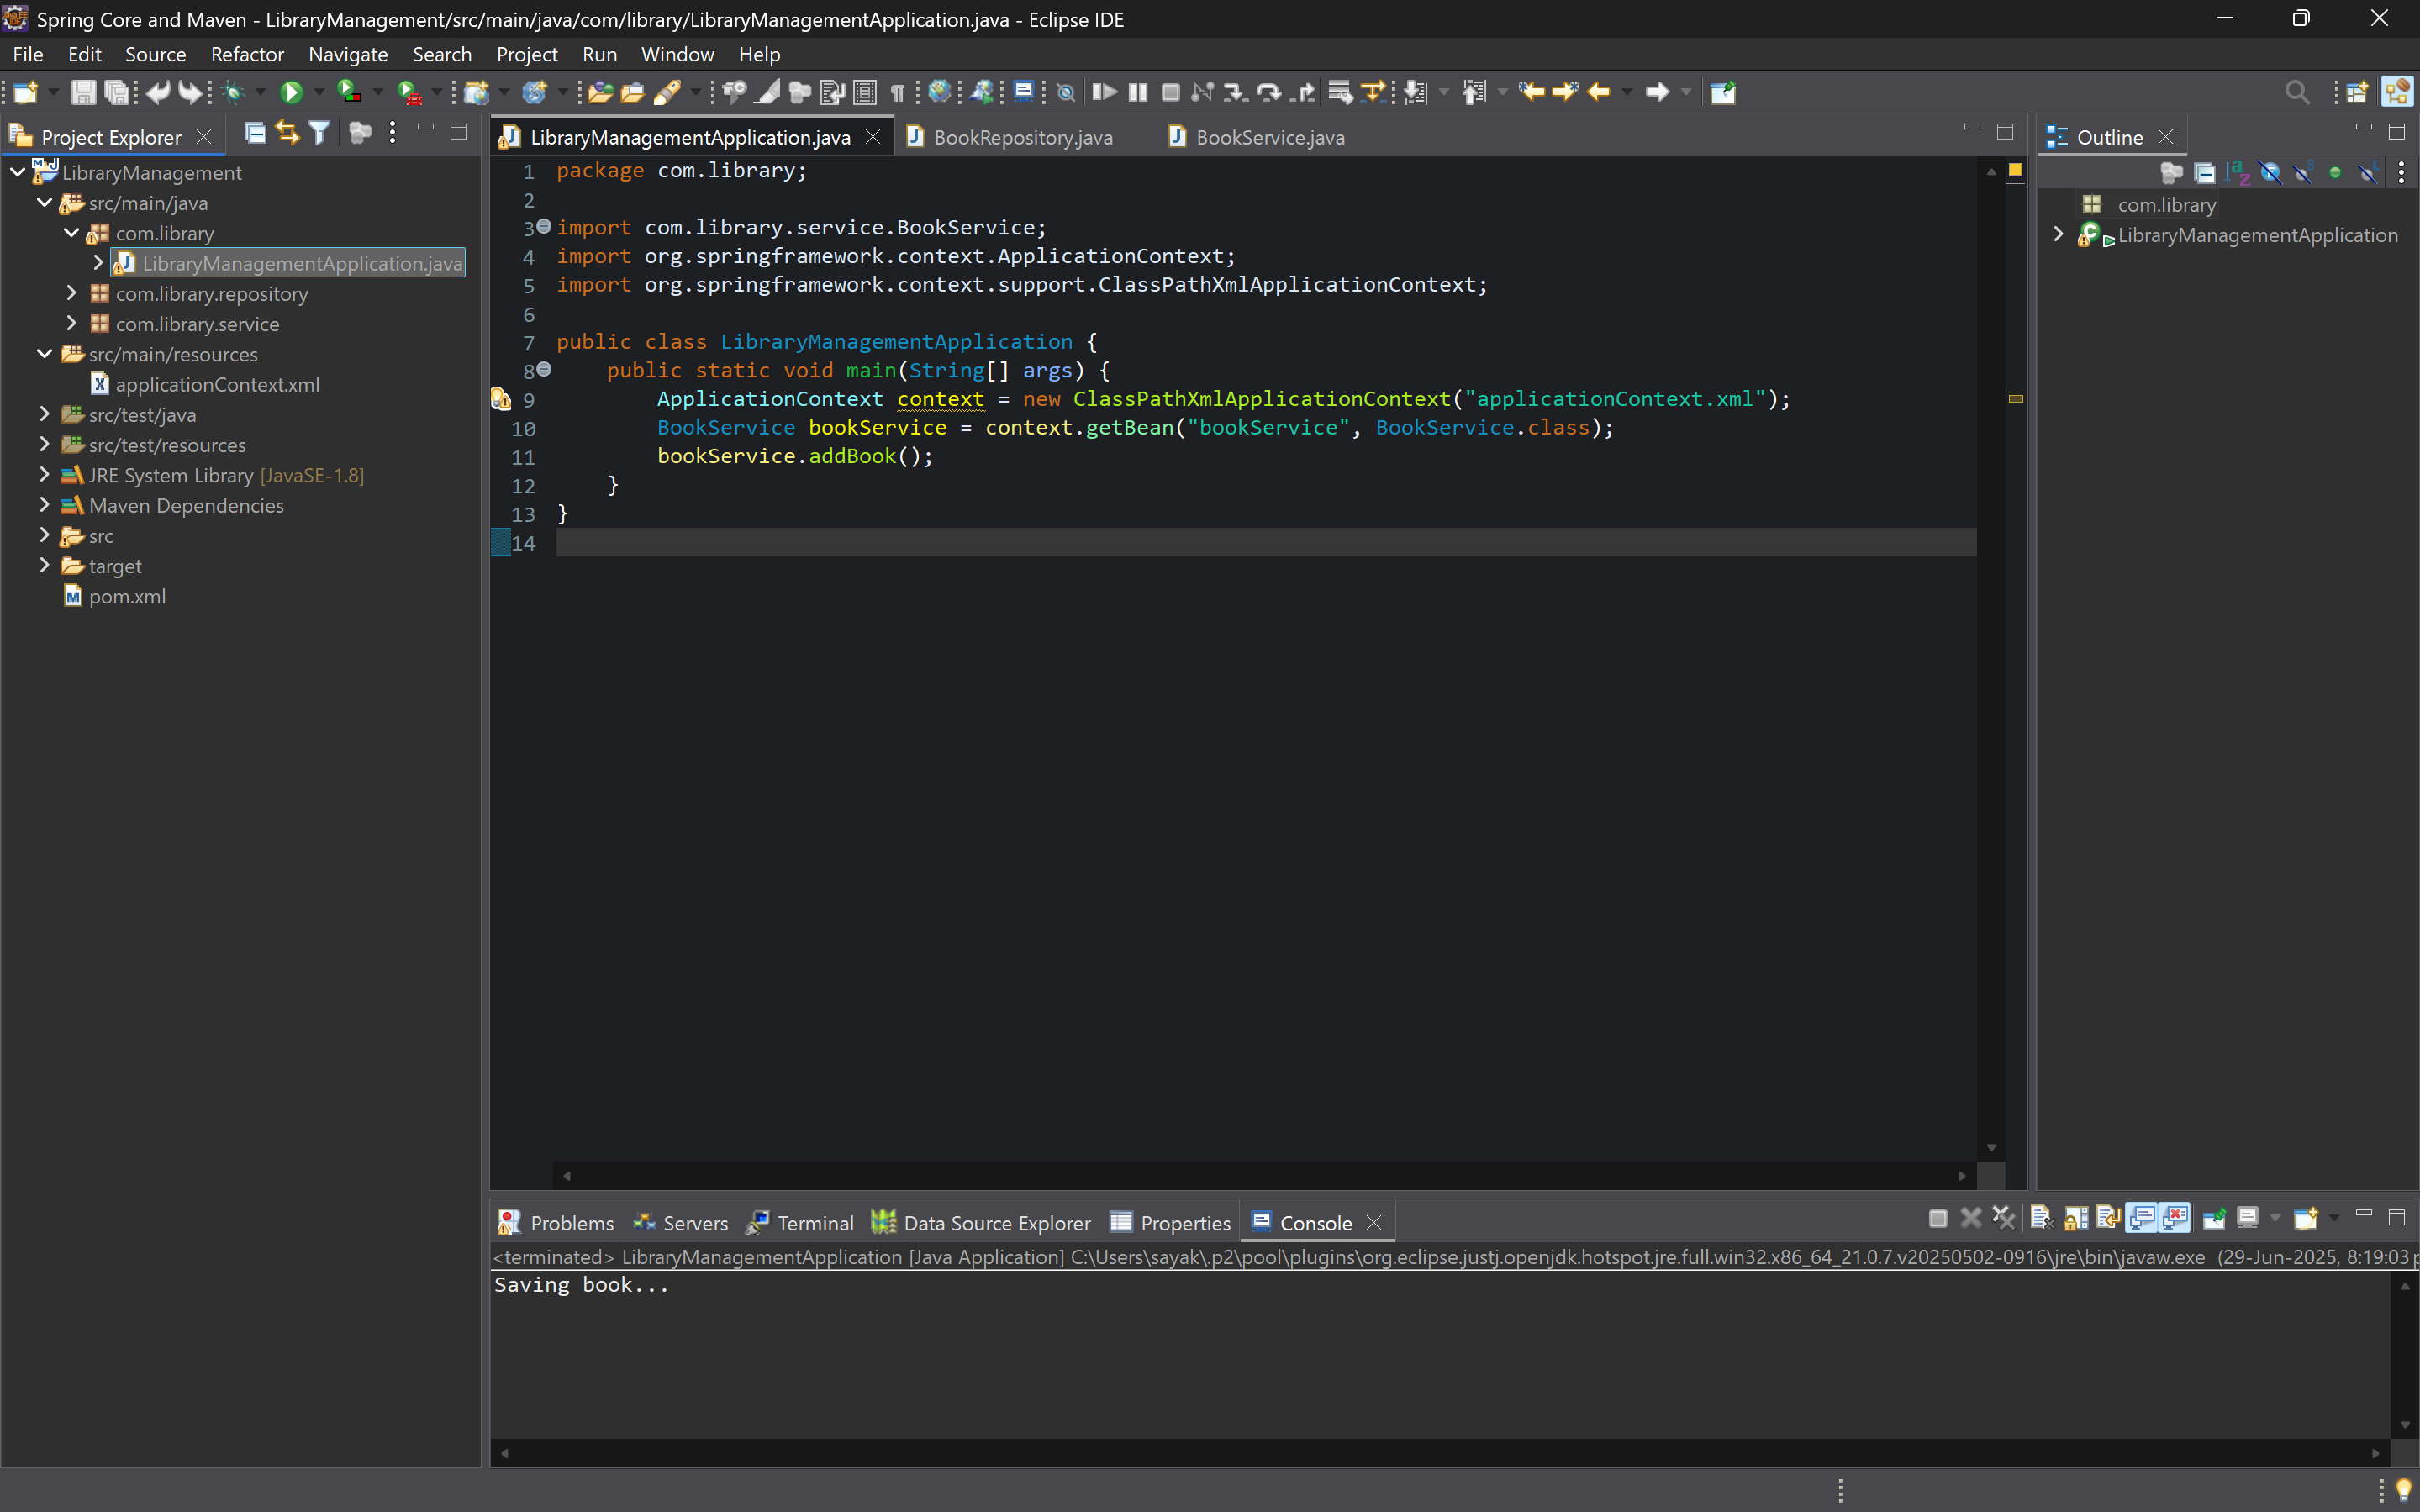 Spring Core and Maven - LibraryManagement/src/main/java/com/library/LibraryManagementApplication.java - Eclipse IDE
File Edit Source Refactor Navigate Search Project Run Window Help
Project Explorer
LibraryManagement
src/main/java
com.library
LibraryManagementApplication.java
com.library.repository
com.library.service
src/main/resources
applicationContext.xml
src/test/java
src/test/resources
JRE System Library [JavaSE-1.8]
Maven Dependencies
src
target
pom.xml
LibraryManagementApplication.java BookRepository.java BookService.java
1 package com.library;
2
3 import com.library.service.BookService;
4 import org.springframework.context.ApplicationContext;
5 import org.springframework.context.support.ClassPathXmlApplicationContext;
6
7 public class LibraryManagementApplication {
8 public static void main(String[] args) {
9 ApplicationContext context = new ClassPathXmlApplicationContext("applicationContext.xml");
10 BookService bookService = context.getBean("bookService", BookService.class);
11 bookService.addBook();
12 }
13 }
14
Outline
com.library
LibraryManagementApplication
Problems Servers Terminal Data Source Explorer Properties Console
<terminated> LibraryManagementApplication [Java Application] C:\Users\sayak\.p2\pool\plugins\org.eclipse.justj.openjdk.hotspot.jre.full.win32.x86_64_21.0.7.v20250502-0916\jre\bin\javaw.exe (29-Jun-2025, 8:19:03 p
Saving book...